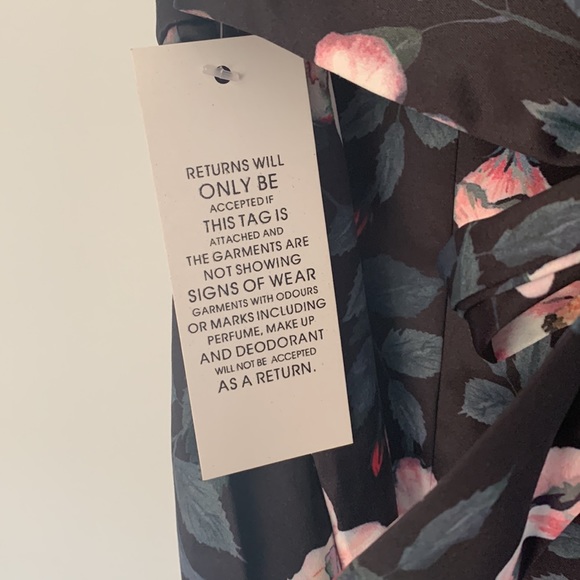 RETURNS WILL
ONLY BE
ACCEPTED IF
THIS TAG IS
ATTACHED AND
THE GARMENTS ARE
NOT SHOWING
SIGNS OF WEAR
GARMENTS WITH ODOURS
OR MARKS INCLUDING
PERFUME, MAKE UP
AND DEODORANT
WILL NOT BE ACCEPTED
AS A RETURN.